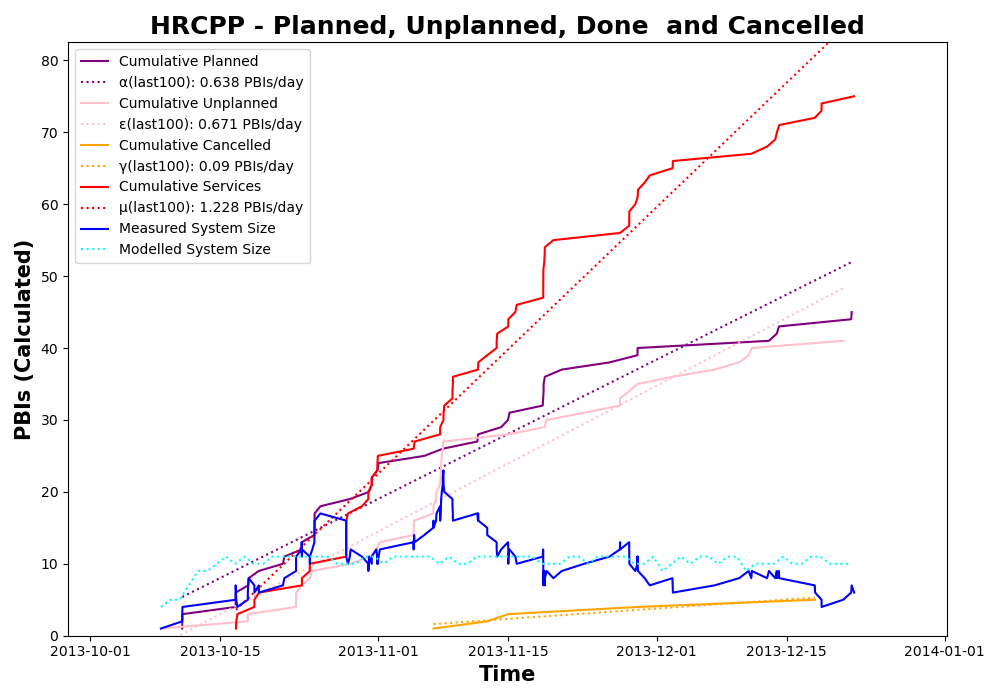 HRCPP - Planned, Unplanned, Done  and Cancelled
PBIs (Calculated)
80
70
60
50
40
30
20
10
0
Cumulative Planned
α(last100): 0.638 PBIs/day
Cumulative Unplanned
ε(last100): 0.671 PBIs/day
Cumulative Cancelled
γ(last100): 0.09 PBIs/day
Cumulative Services
μ(last100): 1.228 PBIs/day
Measured System Size
Modelled System Size
2013-10-01 2013-10-15 2013-11-01 2013-11-15 2013-12-01 2013-12-15 2014-01-01
Time